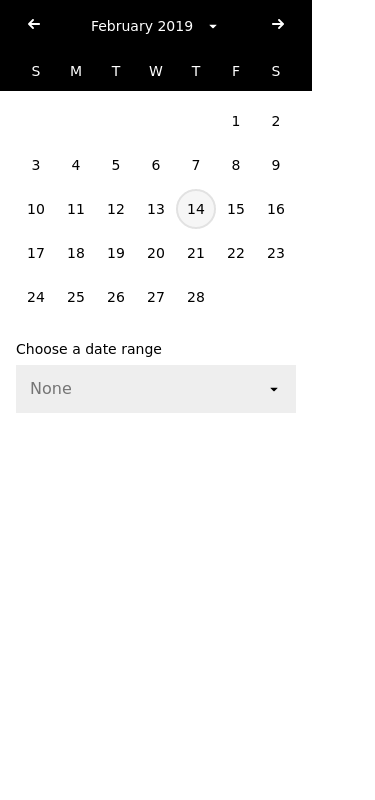 February 2019
S M T W T F S
1 2
3 4 5 6 7 8 9
10 11 12 13 14 15 16
17 18 19 20 21 22 23
24 25 26 27 28
Choose a date range
None